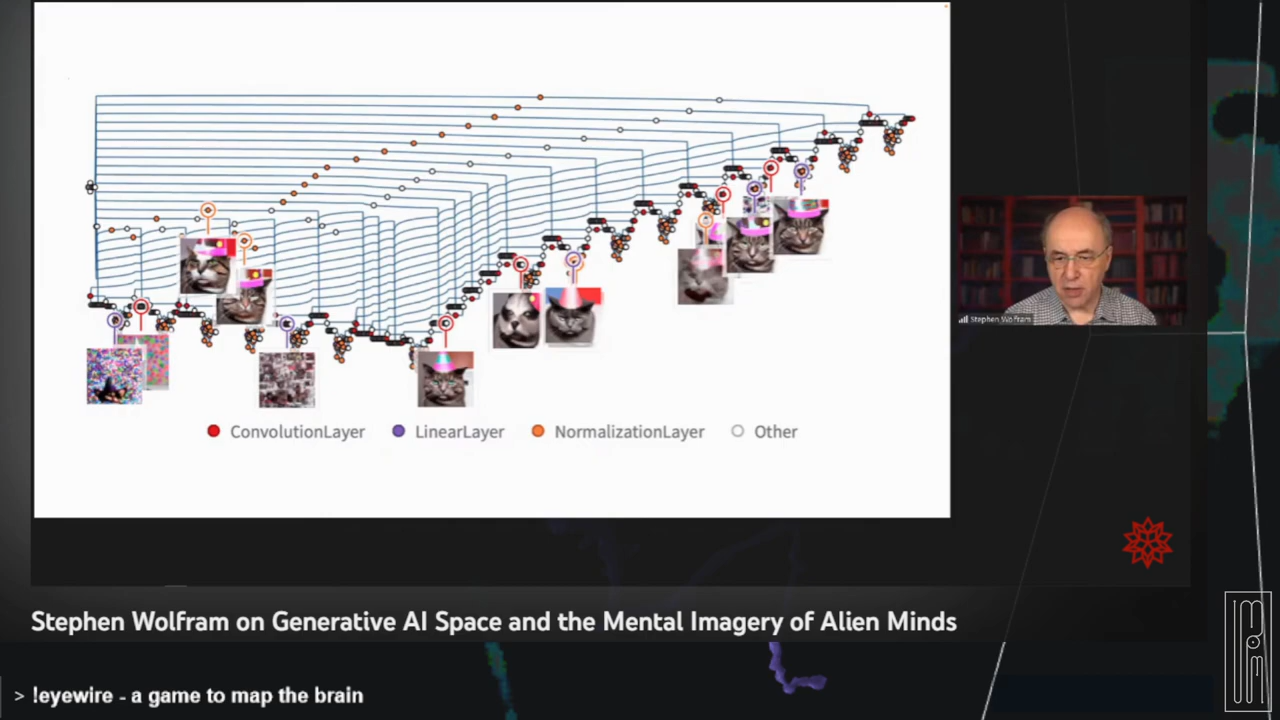 ConvolutionLayer LinearLayer NormalizationLayer Other
Stephen Wolfram
Stephen Wolfram on Generative AI Space and the Mental Imagery of Alien Minds
> !eyewire - a game to map the brain